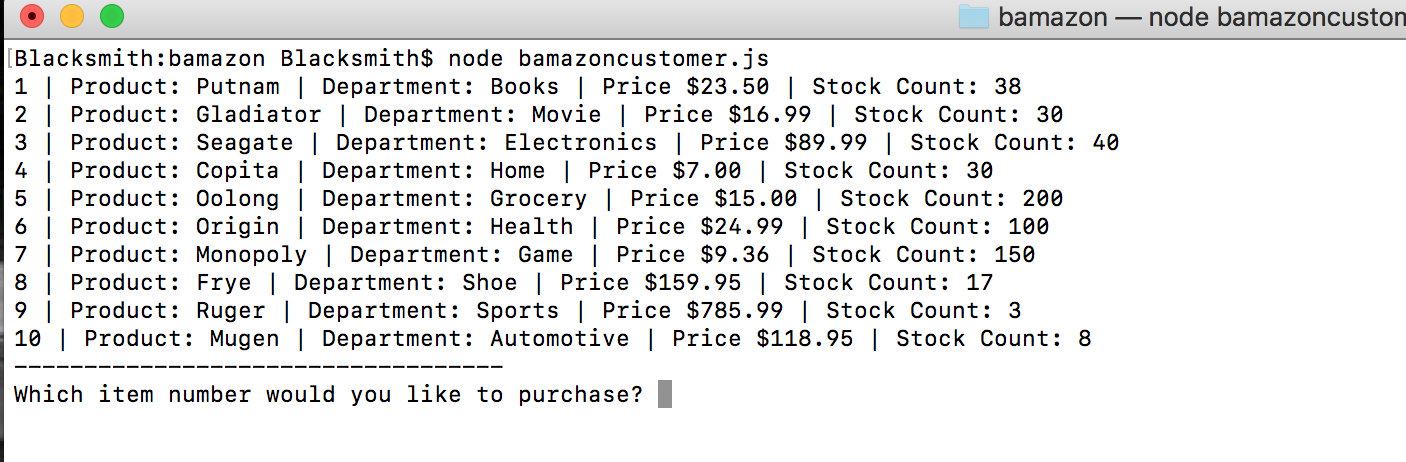 bamazon — node bamazoncustom
[Blacksmith:bamazon Blacksmith$ node bamazoncustomer.js
1 | Product: Putnam | Department: Books | Price $23.50 | Stock Count: 38
2 | Product: Gladiator | Department: Movie | Price $16.99 | Stock Count: 30
3 | Product: Seagate | Department: Electronics | Price $89.99 | Stock Count: 40
4 | Product: Copita | Department: Home | Price $7.00 | Stock Count: 30
5 | Product: Oolong | Department: Grocery | Price $15.00 | Stock Count: 200
6 | Product: Origin | Department: Health | Price $24.99 | Stock Count: 100
7 | Product: Monopoly | Department: Game | Price $9.36 | Stock Count: 150
8 | Product: Frye | Department: Shoe | Price $159.95 | Stock Count: 17
9 | Product: Ruger | Department: Sports | Price $785.99 | Stock Count: 3
10 | Product: Mugen | Department: Automotive | Price $118.95 | Stock Count: 8
-----------------------------------
Which item number would you like to purchase?